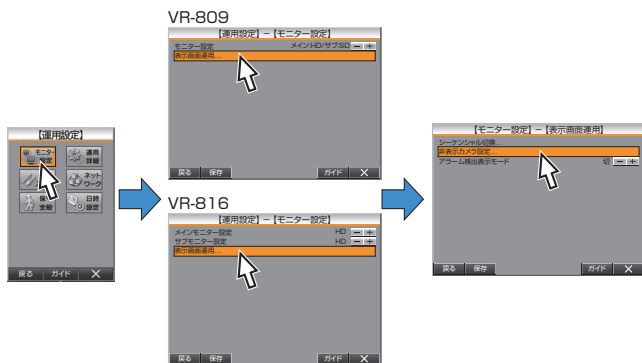 VR-809
【運用設定】−【モニター設定】
モニター設定 メイン:HD/サブ:SD − +
表示画面運用...
戻る 保存 ガイド ×
【運用設定】
モニター設定
運用詳細
ネットワーク
日時設定
戻る ガイド ×
VR-816
【運用設定】−【モニター設定】
メインモニター設定 HD − +
サブモニター設定 HD − +
表示画面運用...
戻る 保存 ガイド ×
【モニター設定】−【表示画面運用】
シーケンシャル切換...
非表示カメラ設定...
アラーム検出表示モード 切 − +
戻る 保存 ガイド ×